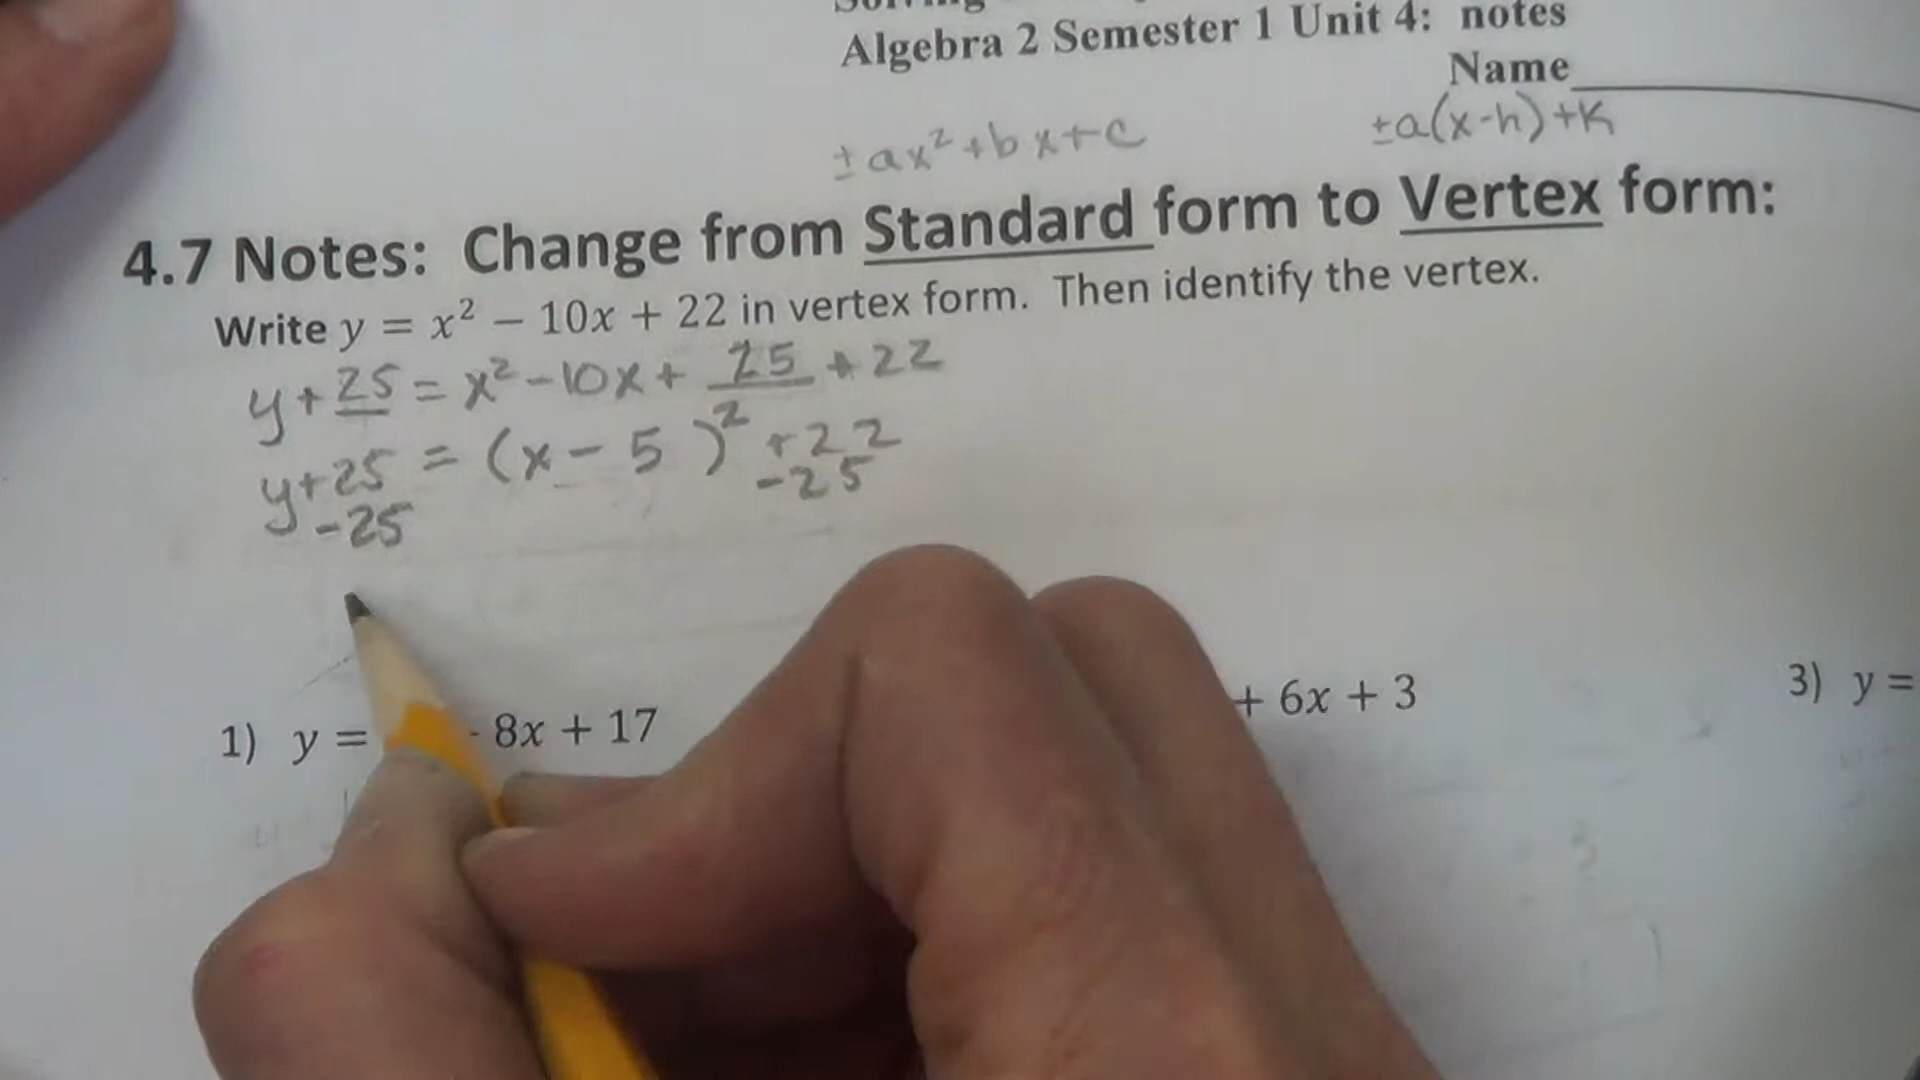 Algebra 2 Semester 1 Unit 4: notes
Name
±ax²+bx+c ±a(x-h)+k
4.7 Notes: Change from Standard form to Vertex form:
Write y = x² − 10x + 22 in vertex form. Then identify the vertex.
y+25 = x²-10x+ 25 +22
y+25 = (x-5)² +22
-25 -25
1) y = - 8x + 17 + 6x + 3 3) y =